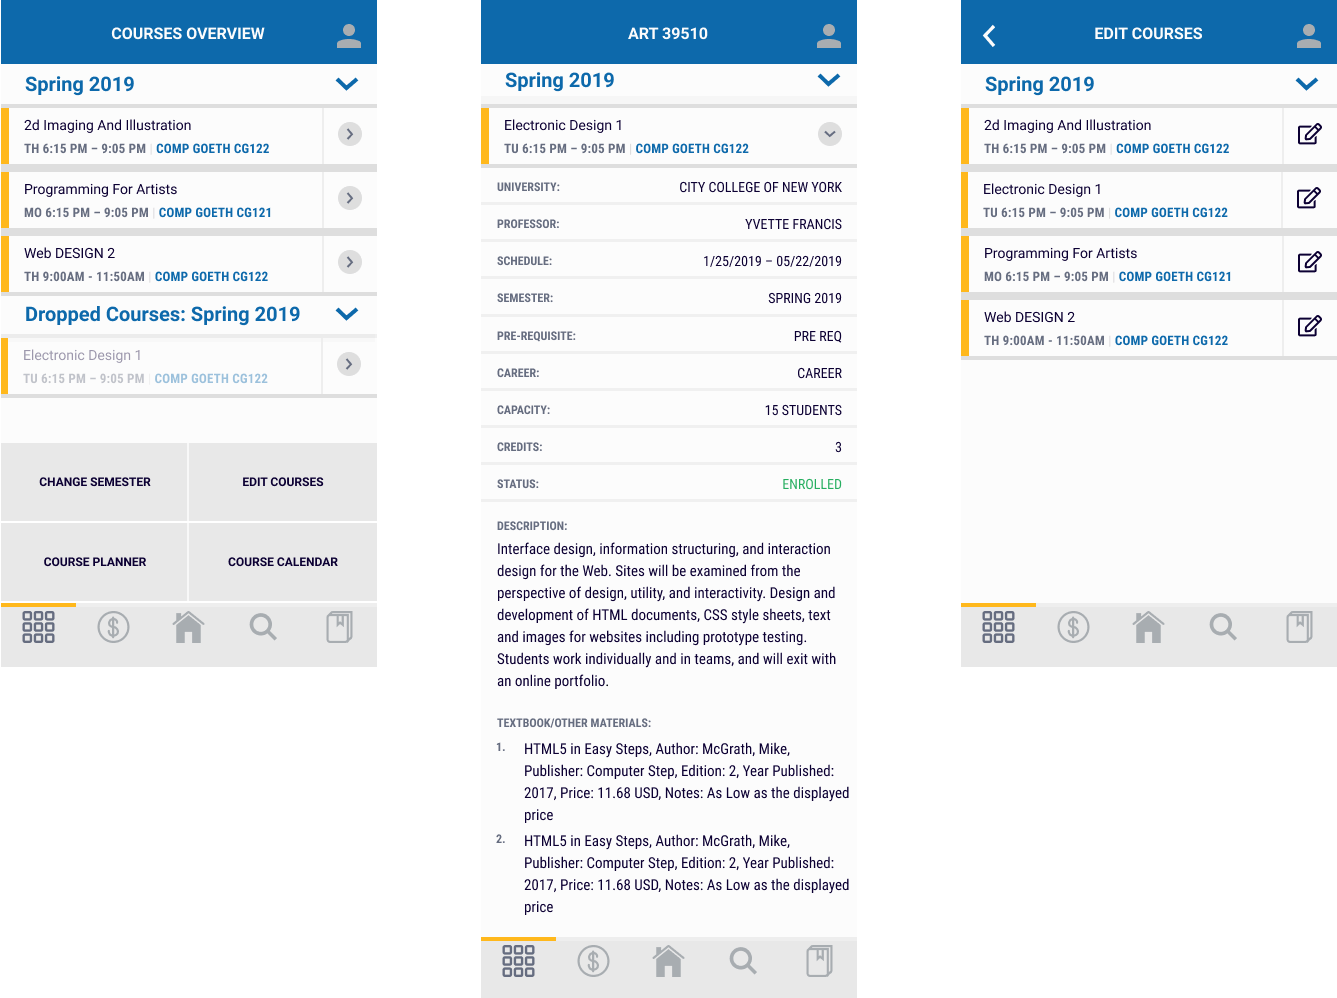 COURSES OVERVIEW
Spring 2019
2d Imaging And Illustration
TH 6:15 PM – 9:05 PM | COMP GOETH CG122
Programming For Artists
MO 6:15 PM – 9:05 PM | COMP GOETH CG121
Web DESIGN 2
TH 9:00AM - 11:50AM | COMP GOETH CG122
Dropped Courses: Spring 2019
Electronic Design 1
TU 6:15 PM – 9:05 PM | COMP GOETH CG122
CHANGE SEMESTER
EDIT COURSES
COURSE PLANNER
COURSE CALENDAR
ART 39510
Spring 2019
Electronic Design 1
TU 6:15 PM – 9:05 PM | COMP GOETH CG122
UNIVERSITY: CITY COLLEGE OF NEW YORK
PROFESSOR: YVETTE FRANCIS
SCHEDULE: 1/25/2019 – 05/22/2019
SEMESTER: SPRING 2019
PRE-REQUISITE: PRE REQ
CAREER: CAREER
CAPACITY: 15 STUDENTS
CREDITS: 3
STATUS: ENROLLED
DESCRIPTION:
Interface design, information structuring, and interaction
design for the Web. Sites will be examined from the
perspective of design, utility, and interactivity. Design and
development of HTML documents, CSS style sheets, text
and images for websites including prototype testing.
Students work individually and in teams, and will exit with
an online portfolio.
TEXTBOOK/OTHER MATERIALS:
1. HTML5 in Easy Steps, Author: McGrath, Mike,
Publisher: Computer Step, Edition: 2, Year Published:
2017, Price: 11.68 USD, Notes: As Low as the displayed
price
2. HTML5 in Easy Steps, Author: McGrath, Mike,
Publisher: Computer Step, Edition: 2, Year Published:
2017, Price: 11.68 USD, Notes: As Low as the displayed
price
EDIT COURSES
Spring 2019
2d Imaging And Illustration
TH 6:15 PM – 9:05 PM | COMP GOETH CG122
Electronic Design 1
TU 6:15 PM – 9:05 PM | COMP GOETH CG122
Programming For Artists
MO 6:15 PM – 9:05 PM | COMP GOETH CG121
Web DESIGN 2
TH 9:00AM - 11:50AM | COMP GOETH CG122